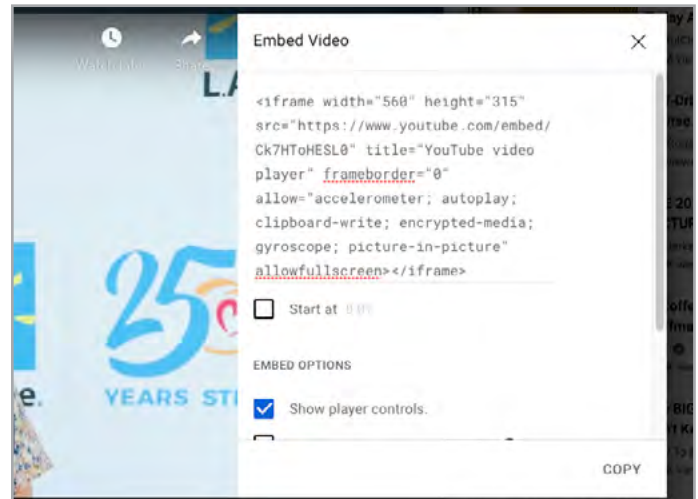 Embed Video
<iframe width="560" height="315"
src="https://www.youtube.com/embed/
Ck7HToHESL0" title="YouTube video
player" frameborder="0"
allow="accelerometer; autoplay;
clipboard-write; encrypted-media;
gyroscope; picture-in-picture"
allowfullscreen></iframe>
Start at
EMBED OPTIONS
Show player controls.
COPY
L.A
25
YEARS ST
e.